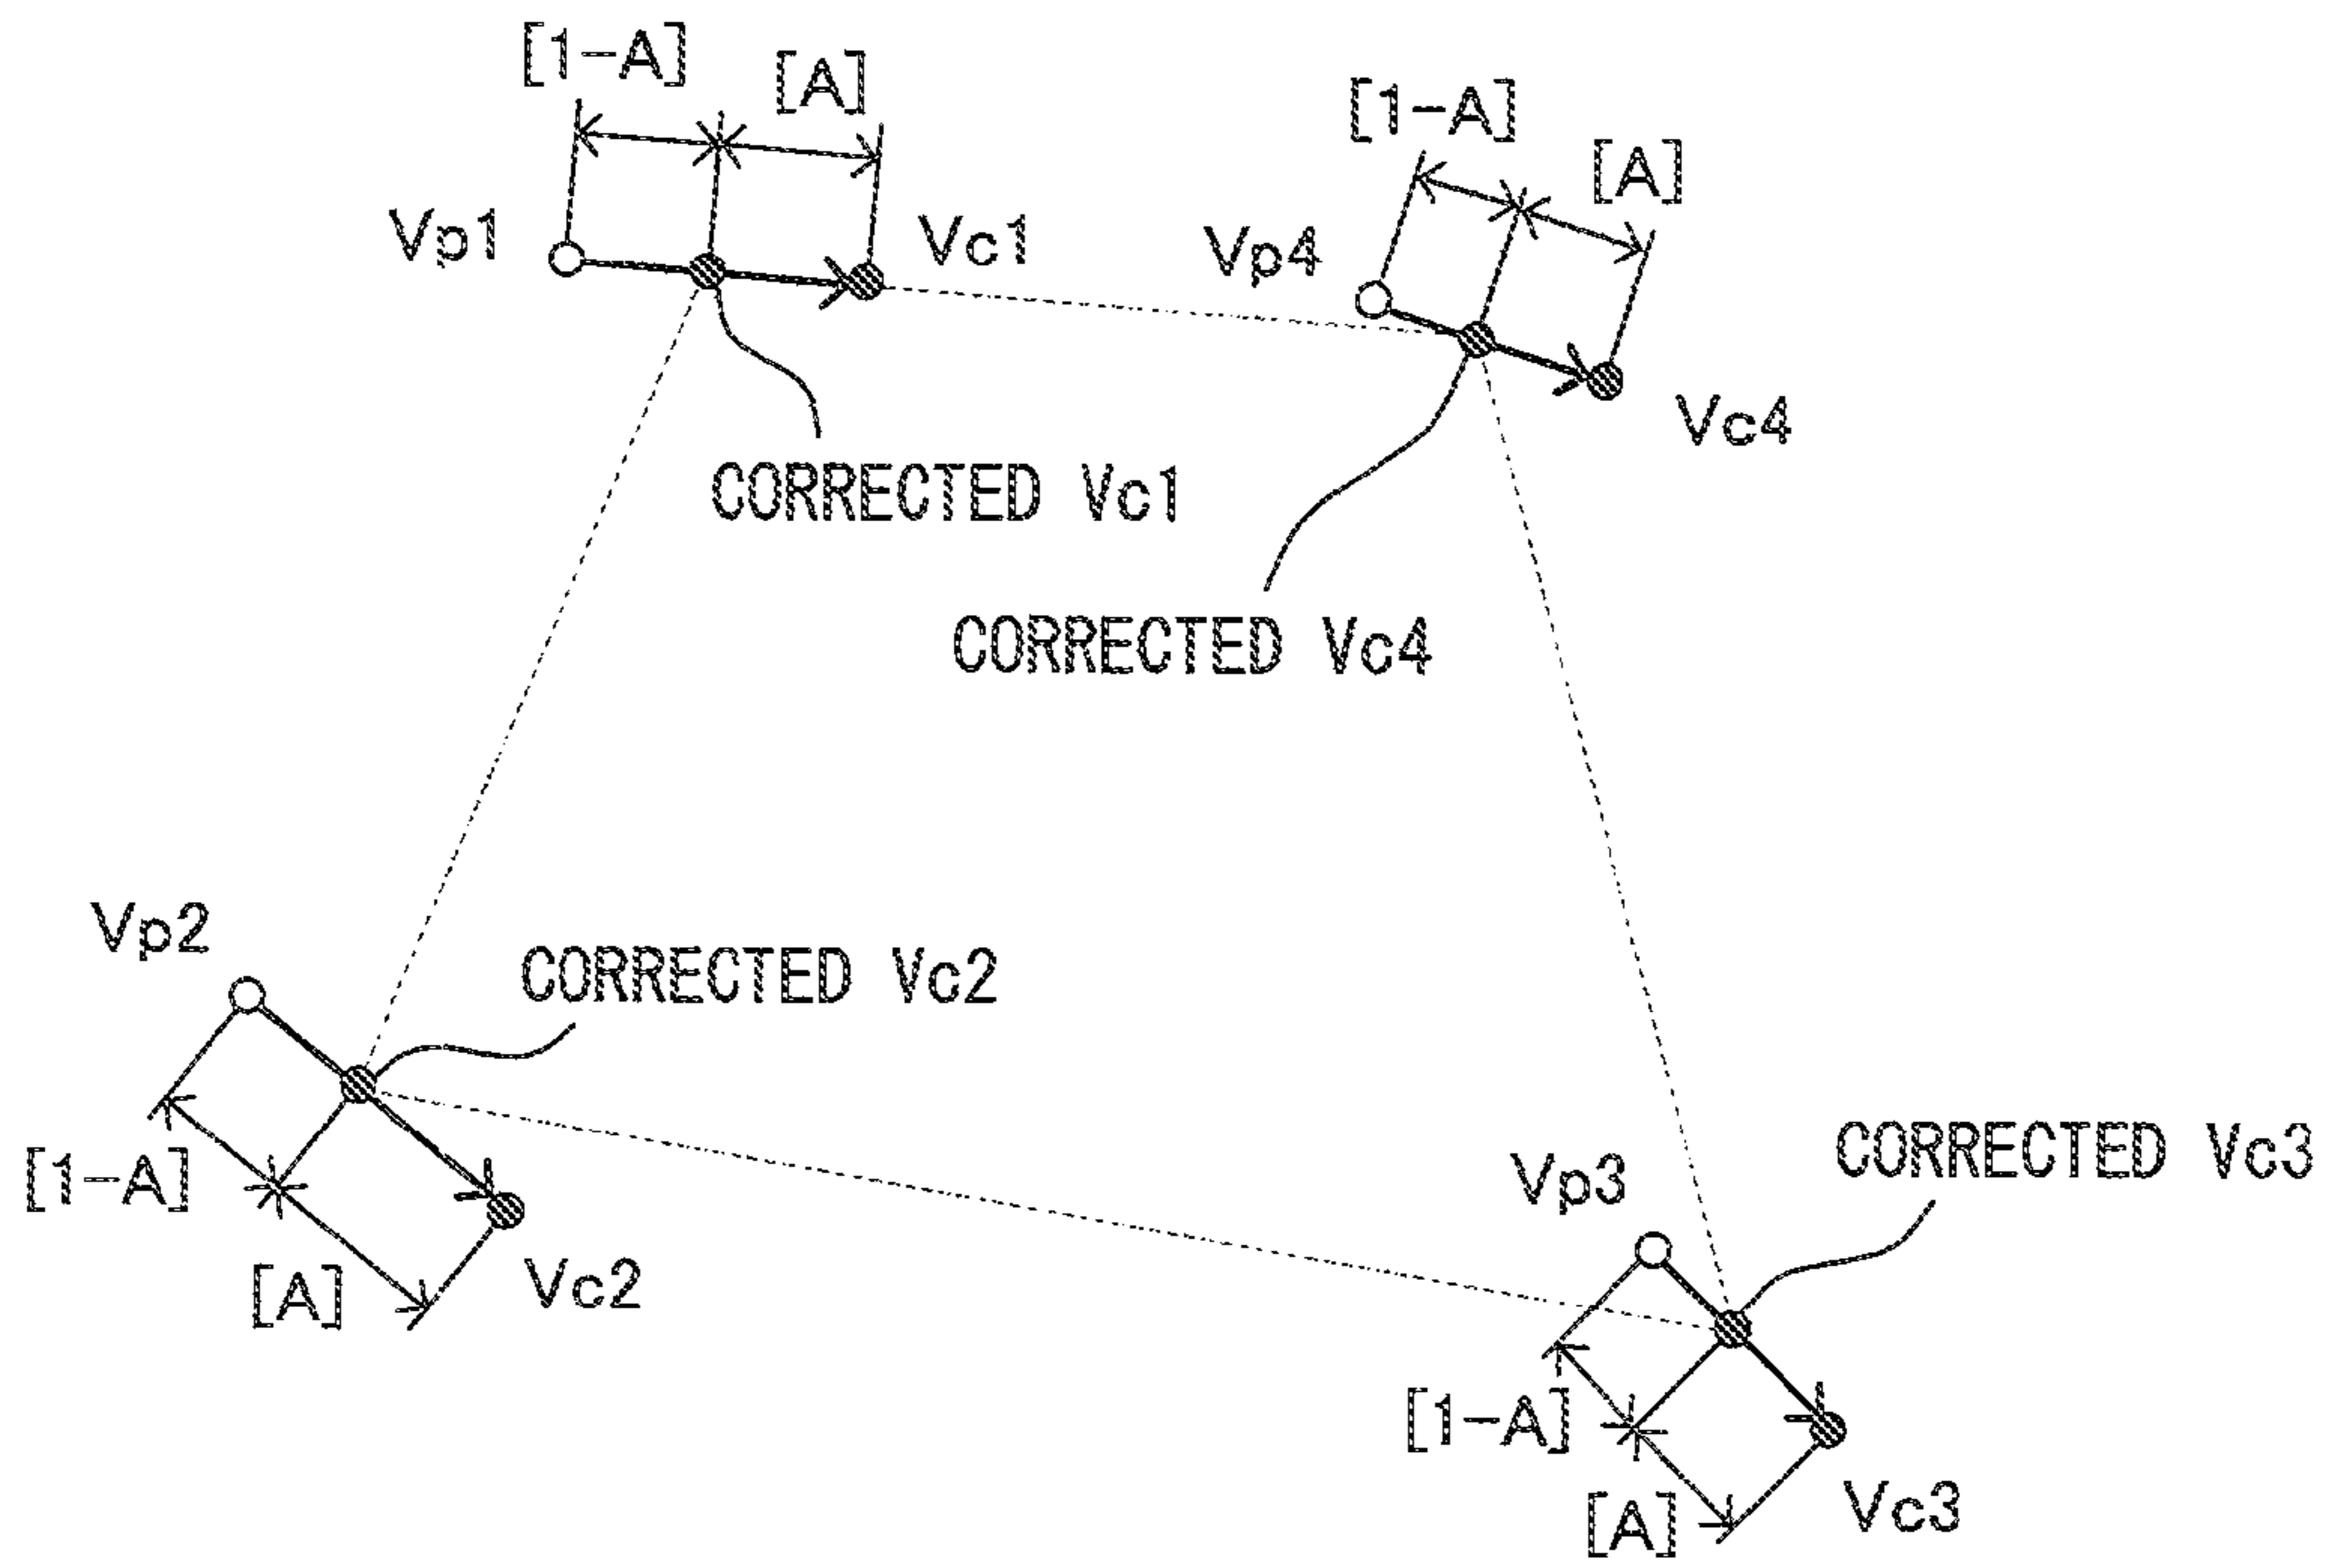 [1-A]
[A]
[1-A]
[A]
Vp1
Vc1
Vp4
Vc4
CORRECTED Vc1
CORRECTED Vc4
Vp2
CORRECTED Vc2
[1-A]
[A]
Vc2
CORRECTED Vc3
Vp3
[1-A]
[A]
Vc3